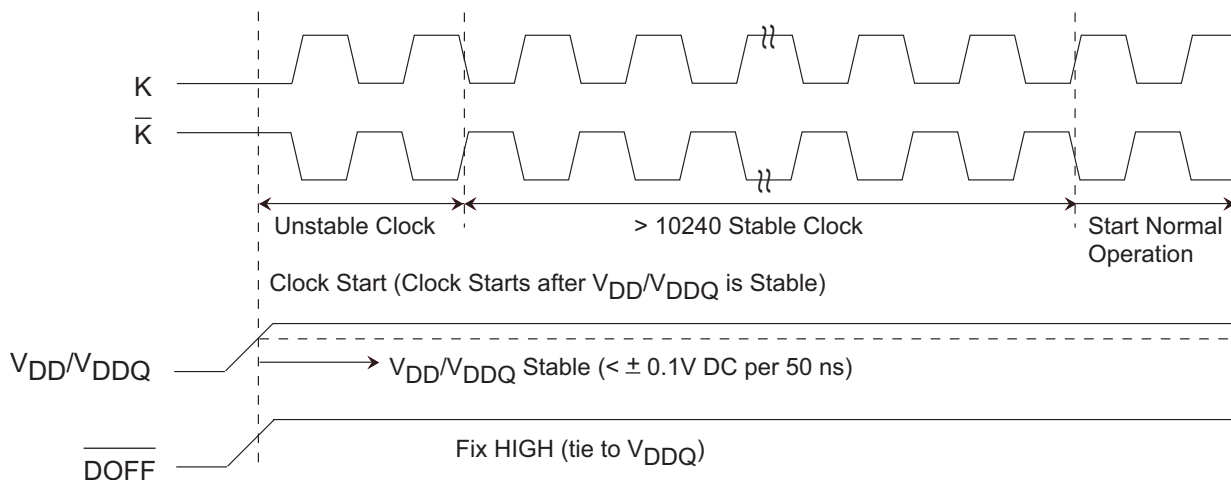 K
K̅
Unstable Clock
> 10240 Stable Clock
Start Normal
Operation
Clock Start (Clock Starts after VDD/VDDQ is Stable)
VDD/VDDQ
VDD/VDDQ Stable (< ± 0.1V DC per 50 ns)
Fix HIGH (tie to VDDQ)
D̅O̅F̅F̅